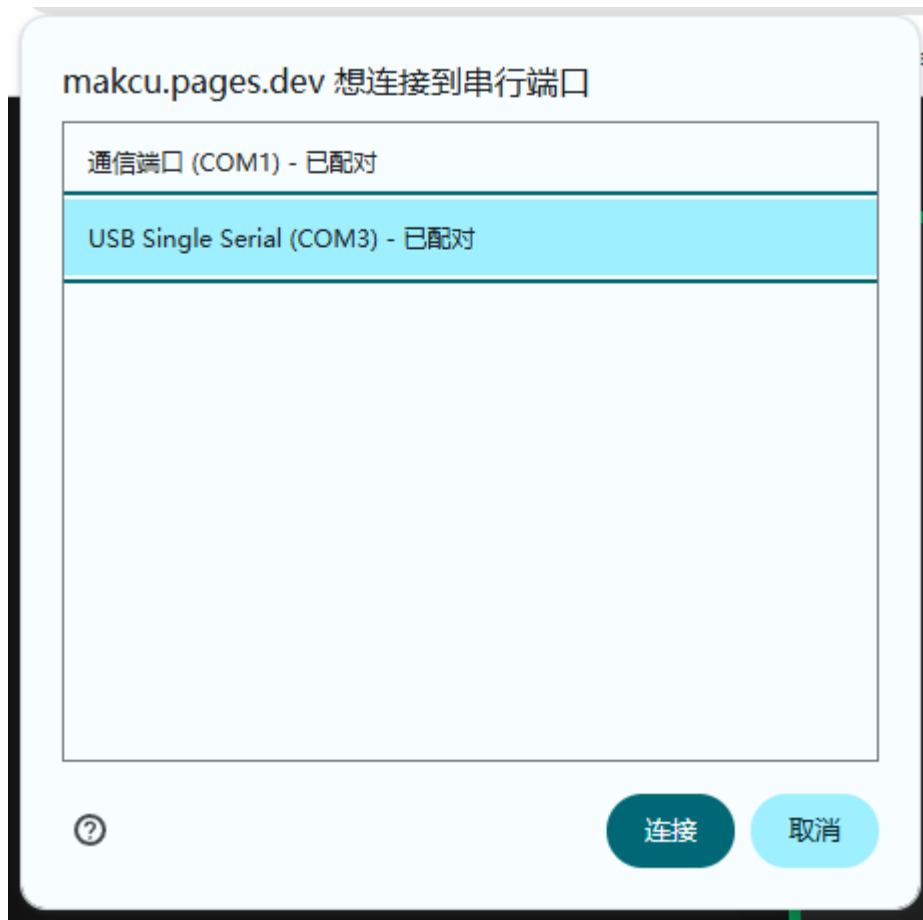 makcu.pages.dev 想连接到串行端口
通信端口 (COM1) - 已配对
USB Single Serial (COM3) - 已配对
连接
取消